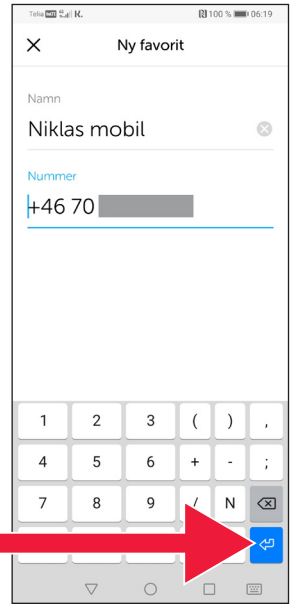 Telia 100 % 06:19
Ny favorit
Namn
Niklas mobil
Nummer
+46 70
1 2 3 ( ) ,
4 5 6 + - ;
7 8 9 / N